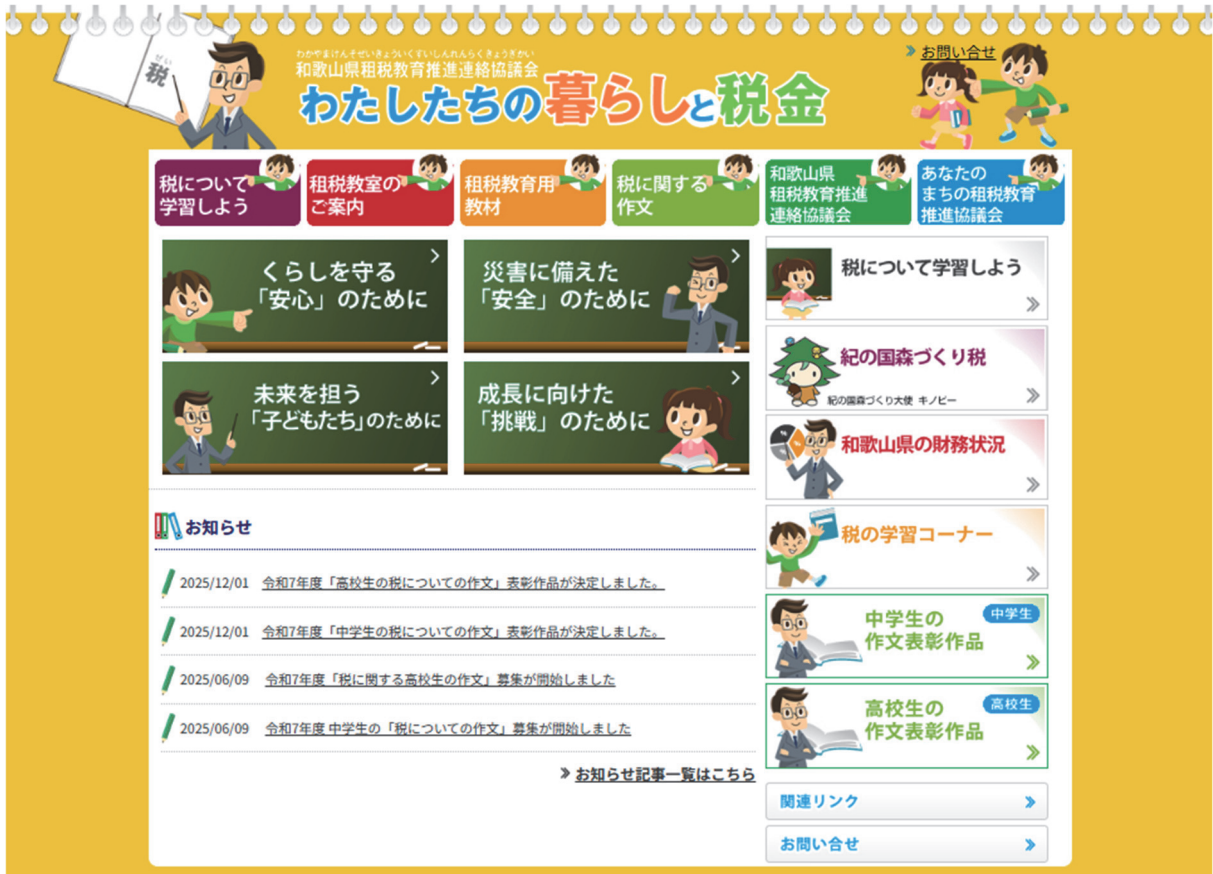 ぜい
税
わかやまけんそぜいきょういくすいしんれんらくきょうぎかい
和歌山県租税教育推進連絡協議会
わたしたちの暮らしと税金
お問い合せ
税について
学習しよう
租税教室の
ご案内
租税教育用
教材
税に関する
作文
和歌山県
租税教育推進
連絡協議会
あなたの
まちの租税教育
推進協議会
くらしを守る
「安心」のために
災害に備えた
「安全」のために
未来を担う
「子どもたち」のために
成長に向けた
「挑戦」のために
お知らせ
2025/12/01 令和7年度「高校生の税についての作文」表彰作品が決定しました。
2025/12/01 令和7年度「中学生の税についての作文」表彰作品が決定しました。
2025/06/09 令和7年度「税に関する高校生の作文」募集が開始しました
2025/06/09 令和7年度 中学生の「税についての作文」募集が開始しました
お知らせ記事一覧はこちら
税について学習しよう
紀の国森づくり税
紀の国森づくり大使 キノピー
和歌山県の財務状況
税の学習コーナー
中学生の
作文表彰作品
中学生
高校生の
作文表彰作品
高校生
関連リンク
お問い合せ